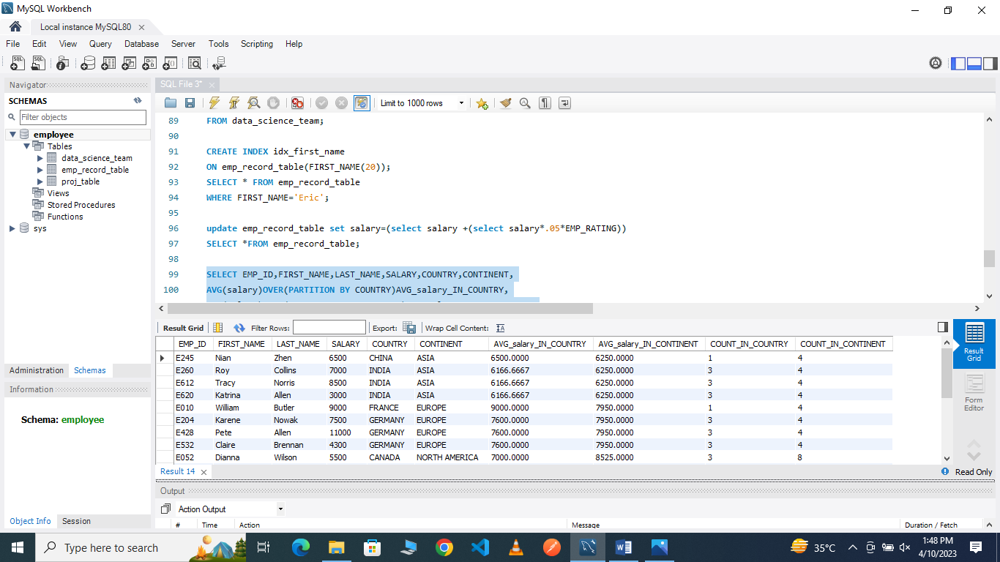 MySQL Workbench
Local instance MySQL80
File Edit View Query Database Server Tools Scripting Help
Navigator
SCHEMAS
Filter objects
employee
Tables
data_science_team
emp_record_table
proj_table
Views
Stored Procedures
Functions
sys
Administration Schemas
Information
Schema: employee
Object Info Session
SQL File 3*
Limit to 1000 rows
89 FROM data_science_team;
90
91 CREATE INDEX idx_first_name
92 ON emp_record_table(FIRST_NAME(20));
93 SELECT * FROM emp_record_table
94 WHERE FIRST_NAME='Eric';
95
96 update emp_record_table set salary=(select salary +(select salary*.05*EMP_RATING))
97 SELECT *FROM emp_record_table;
98
99 SELECT EMP_ID,FIRST_NAME,LAST_NAME,SALARY,COUNTRY,CONTINENT,
100 AVG(salary)OVER(PARTITION BY COUNTRY)AVG_salary_IN_COUNTRY,
Result Grid Filter Rows: Export: Wrap Cell Content:
EMP_ID FIRST_NAME LAST_NAME SALARY COUNTRY CONTINENT AVG_salary_IN_COUNTRY AVG_salary_IN_CONTINENT COUNT_IN_COUNTRY COUNT_IN_CONTINENT
E245 Nian Zhen 6500 CHINA ASIA 6500.0000 6250.0000 1 4
E260 Roy Collins 7000 INDIA ASIA 6166.6667 6250.0000 3 4
E612 Tracy Norris 8500 INDIA ASIA 6166.6667 6250.0000 3 4
E620 Katrina Allen 3000 INDIA ASIA 6166.6667 6250.0000 3 4
E010 William Butler 9000 FRANCE EUROPE 9000.0000 7950.0000 1 4
E204 Karene Nowak 7500 GERMANY EUROPE 7600.0000 7950.0000 3 4
E428 Pete Allen 11000 GERMANY EUROPE 7600.0000 7950.0000 3 4
E532 Claire Brennan 4300 GERMANY EUROPE 7600.0000 7950.0000 3 4
E052 Dianna Wilson 5500 CANADA NORTH AMERICA 7000.0000 8525.0000 3 8
Result
Grid
Form
Editor
Result 14
Read Only
Output
Action Output
# Time Action Message Duration / Fetch
Type here to search
35°C
1:48 PM
4/10/2023